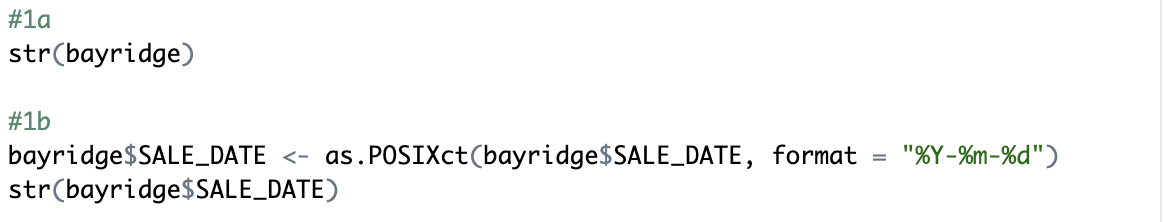 #1a
str(bayridge)
#1b
bayridge$SALE_DATE <- as.POSIXct(bayridge$SALE_DATE, format = "%Y-%m-%d")
str(bayridge$SALE_DATE)